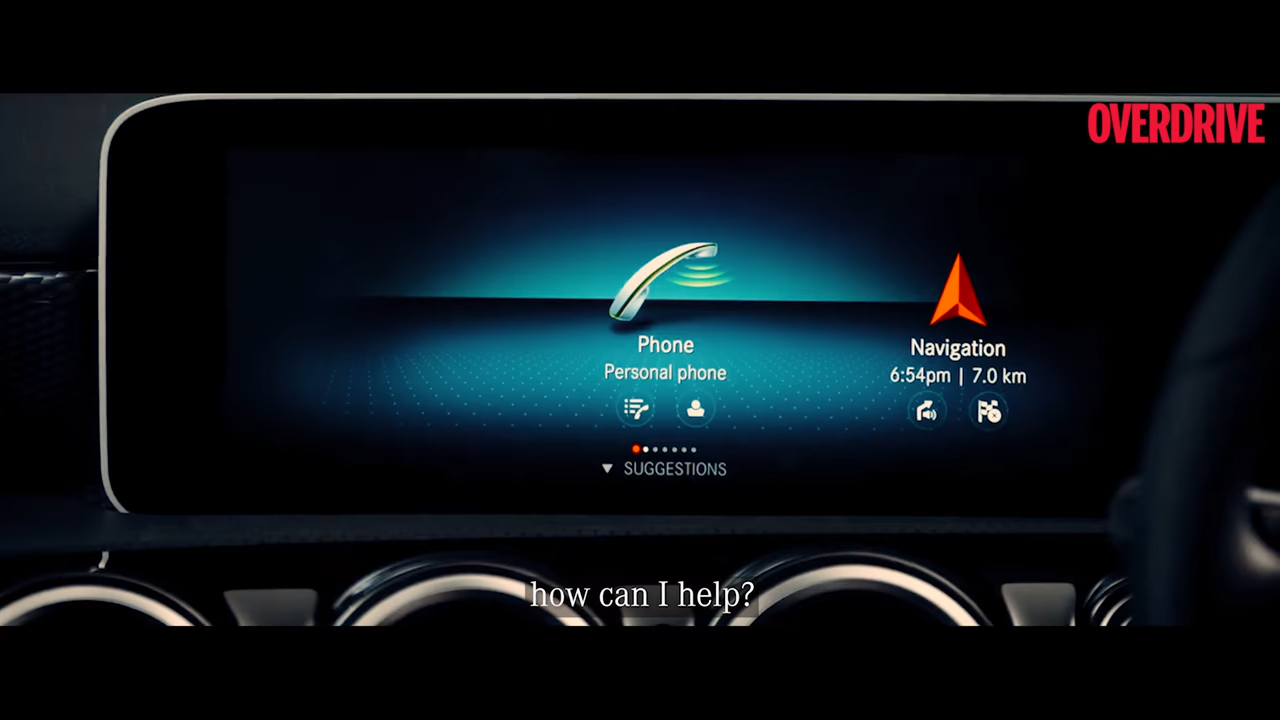 OVERDRIVE
Phone
Personal phone
Navigation
6:54pm | 7.0 km
SUGGESTIONS
how can I help?